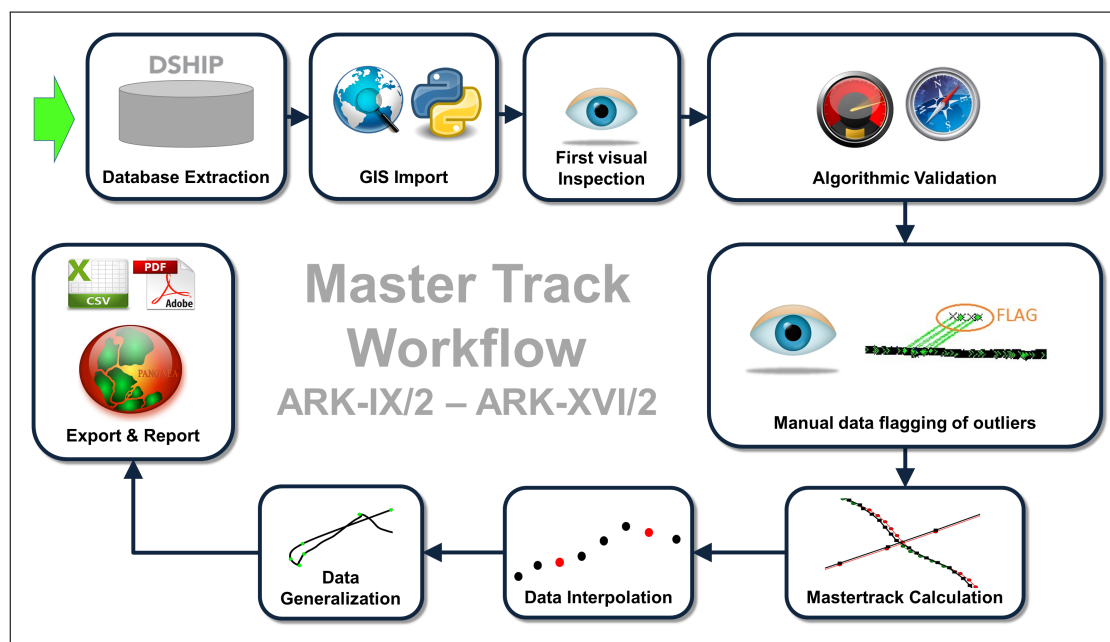 DSHIP
Database Extraction
GIS Import
First visual
Inspection
N
S
Algorithmic Validation
FLAG
Manual data flagging of outliers
Mastertrack Calculation
Data Interpolation
Data
Generalization
X
CSV
PDF
Adobe
PANGAEA
Export & Report
Master Track
Workflow
ARK-IX/2 – ARK-XVI/2